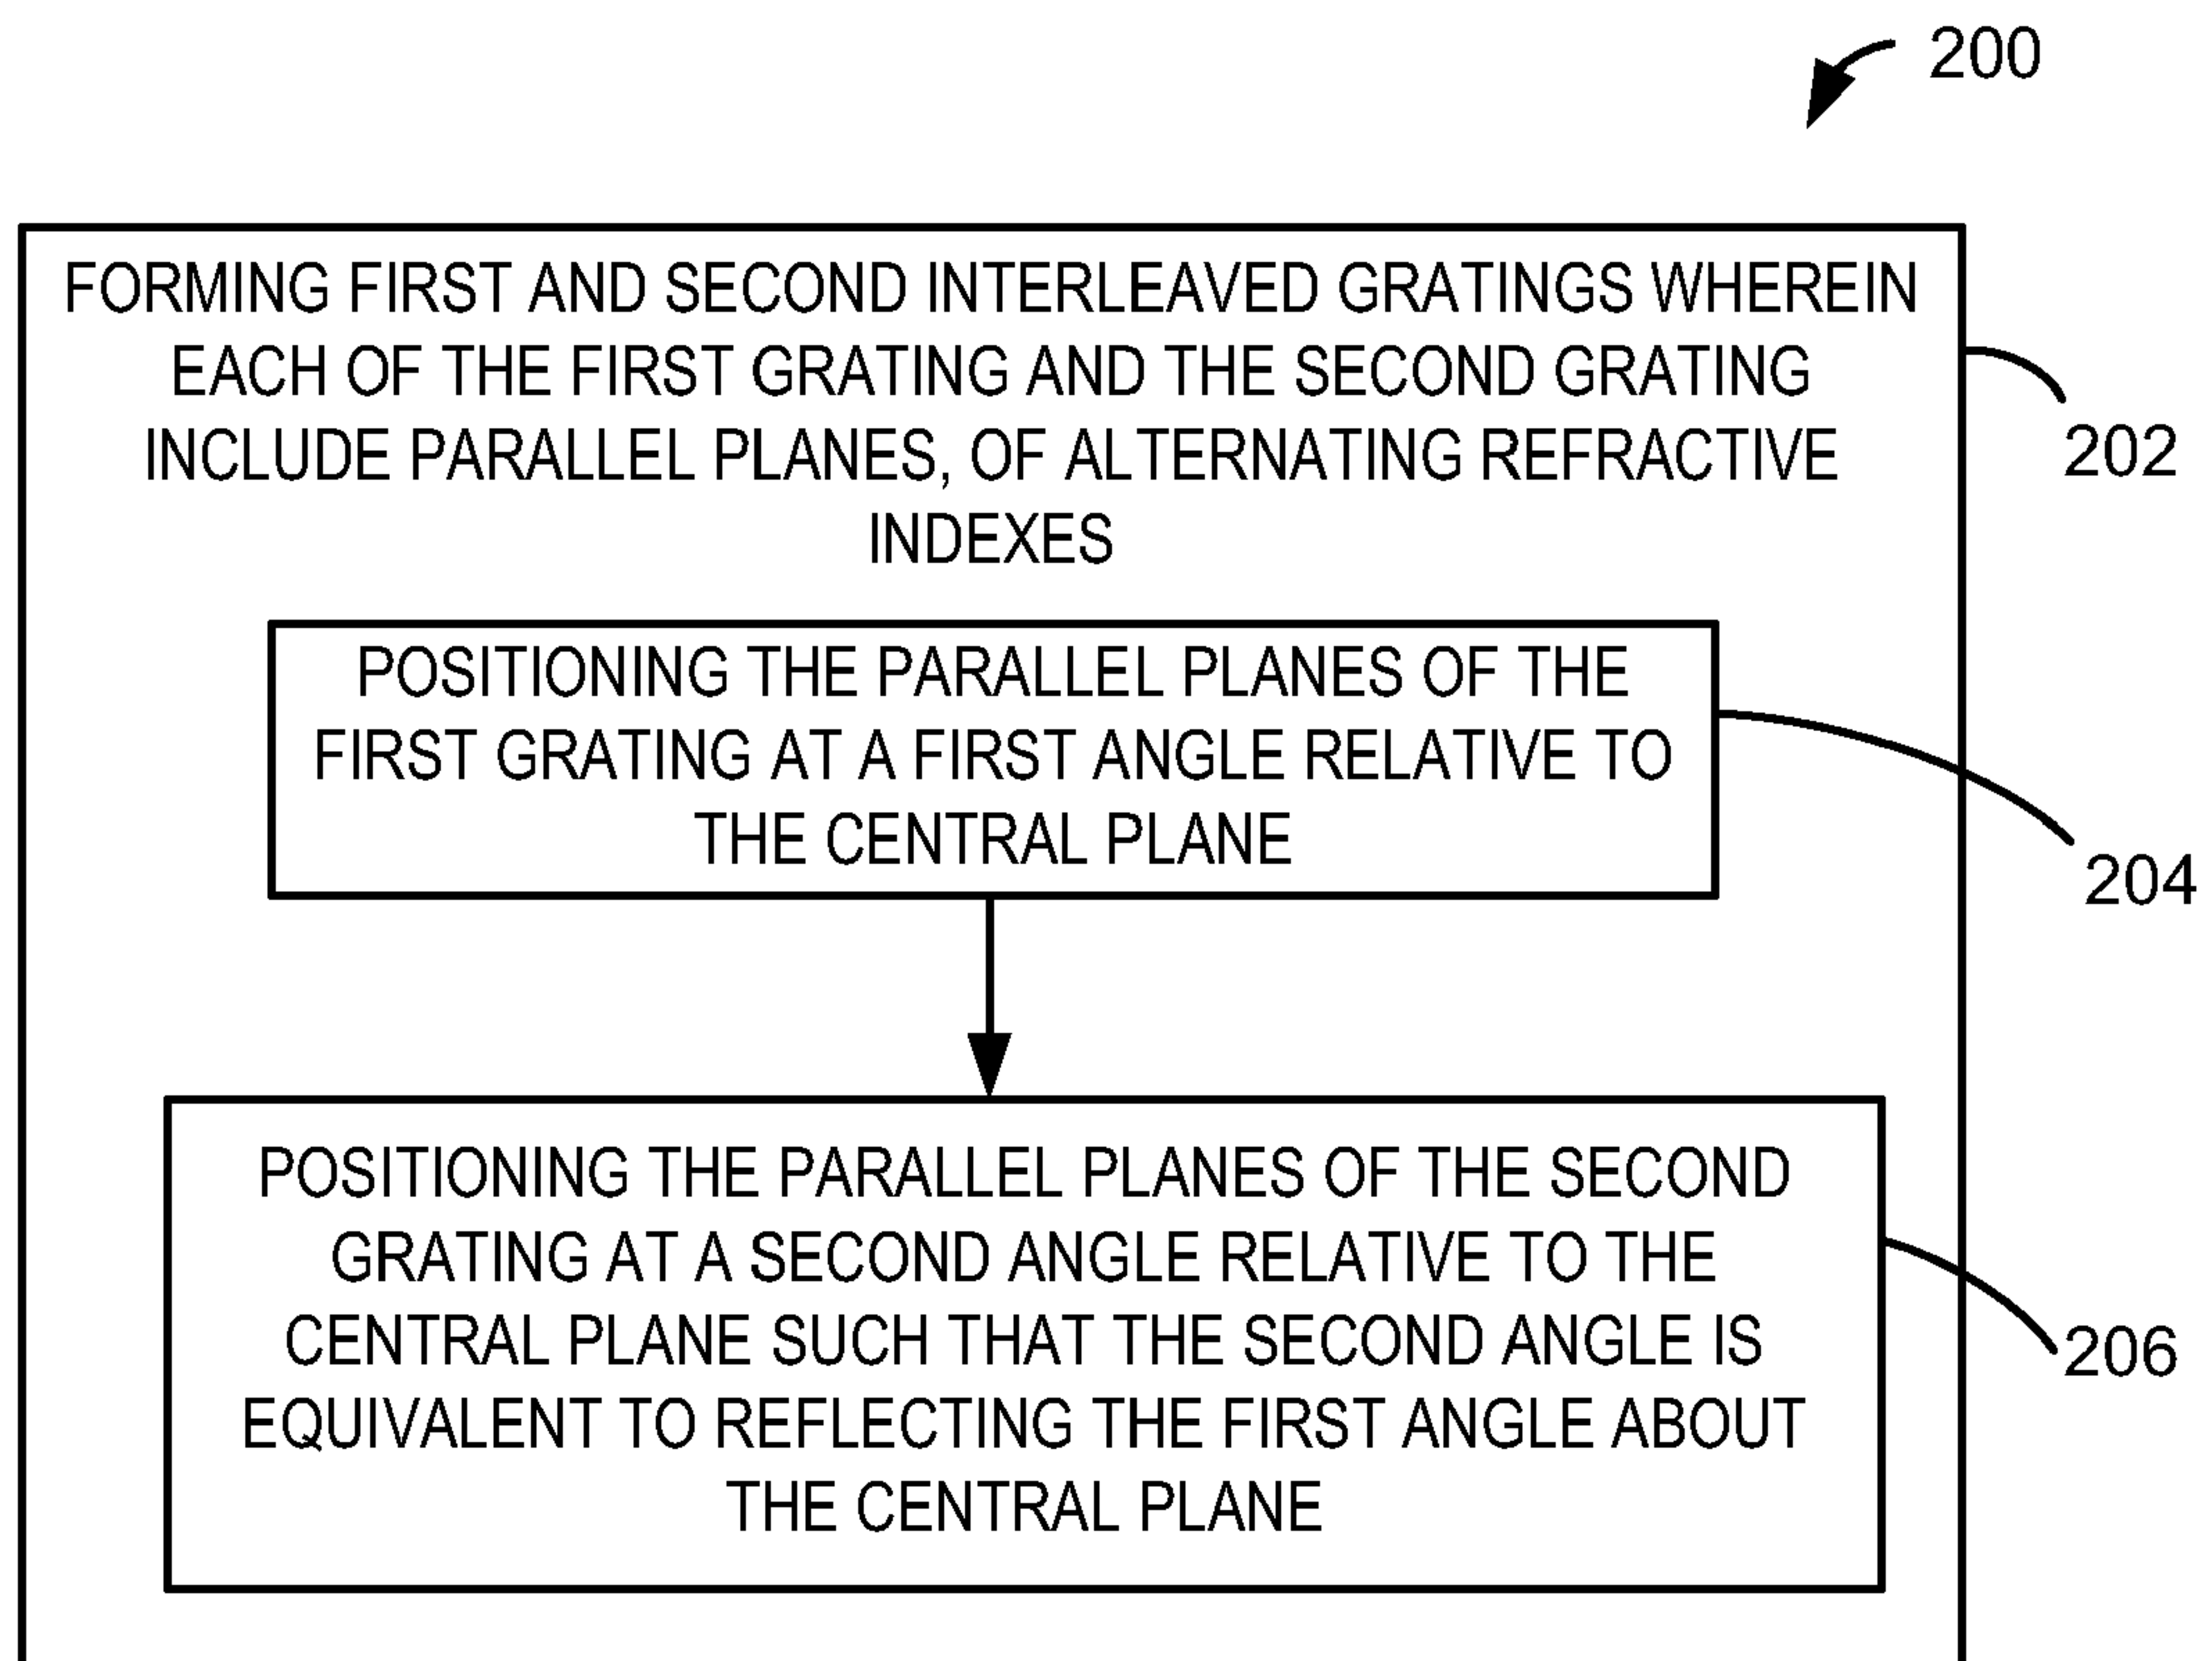 200
FORMING FIRST AND SECOND INTERLEAVED GRATINGS WHEREIN
EACH OF THE FIRST GRATING AND THE SECOND GRATING
INCLUDE PARALLEL PLANES, OF ALTERNATING REFRACTIVE
INDEXES
202
POSITIONING THE PARALLEL PLANES OF THE
FIRST GRATING AT A FIRST ANGLE RELATIVE TO
THE CENTRAL PLANE
204
POSITIONING THE PARALLEL PLANES OF THE SECOND
GRATING AT A SECOND ANGLE RELATIVE TO THE
CENTRAL PLANE SUCH THAT THE SECOND ANGLE IS
EQUIVALENT TO REFLECTING THE FIRST ANGLE ABOUT
THE CENTRAL PLANE
206